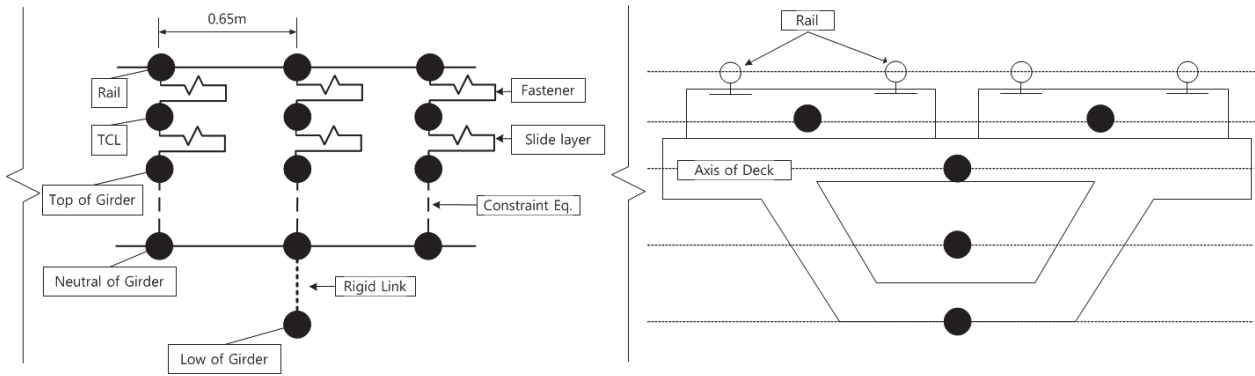 0.65m
Rail
TCL
Top of Girder
Neutral of Girder
Low of Girder
Fastener
Slide layer
Constraint Eq.
Rigid Link
Rail
Axis of Deck